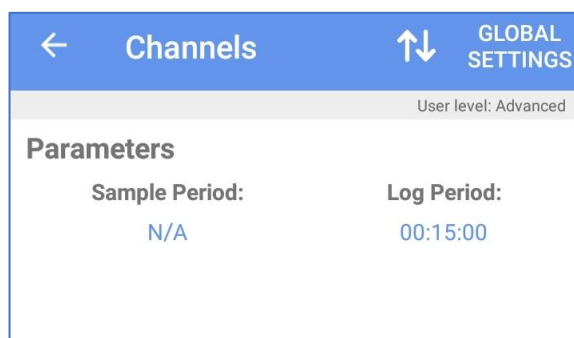 Channels
GLOBAL
SETTINGS
User level: Advanced
Parameters
Sample Period: Log Period:
N/A 00:15:00